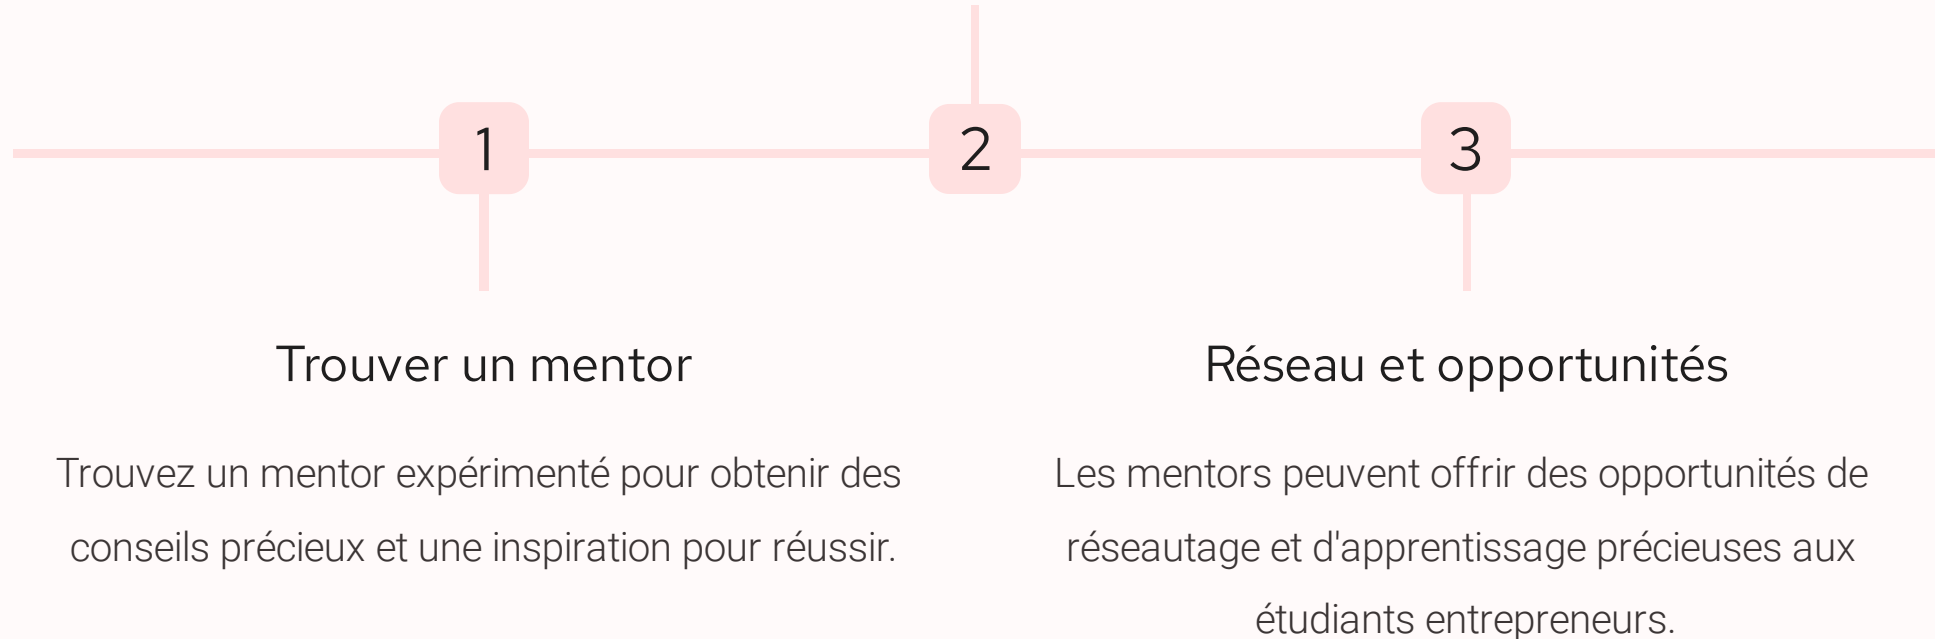 1
2
3
Trouver un mentor
Trouvez un mentor expérimenté pour obtenir des
conseils précieux et une inspiration pour réussir.
Réseau et opportunités
Les mentors peuvent offrir des opportunités de
réseautage et d'apprentissage précieuses aux
étudiants entrepreneurs.